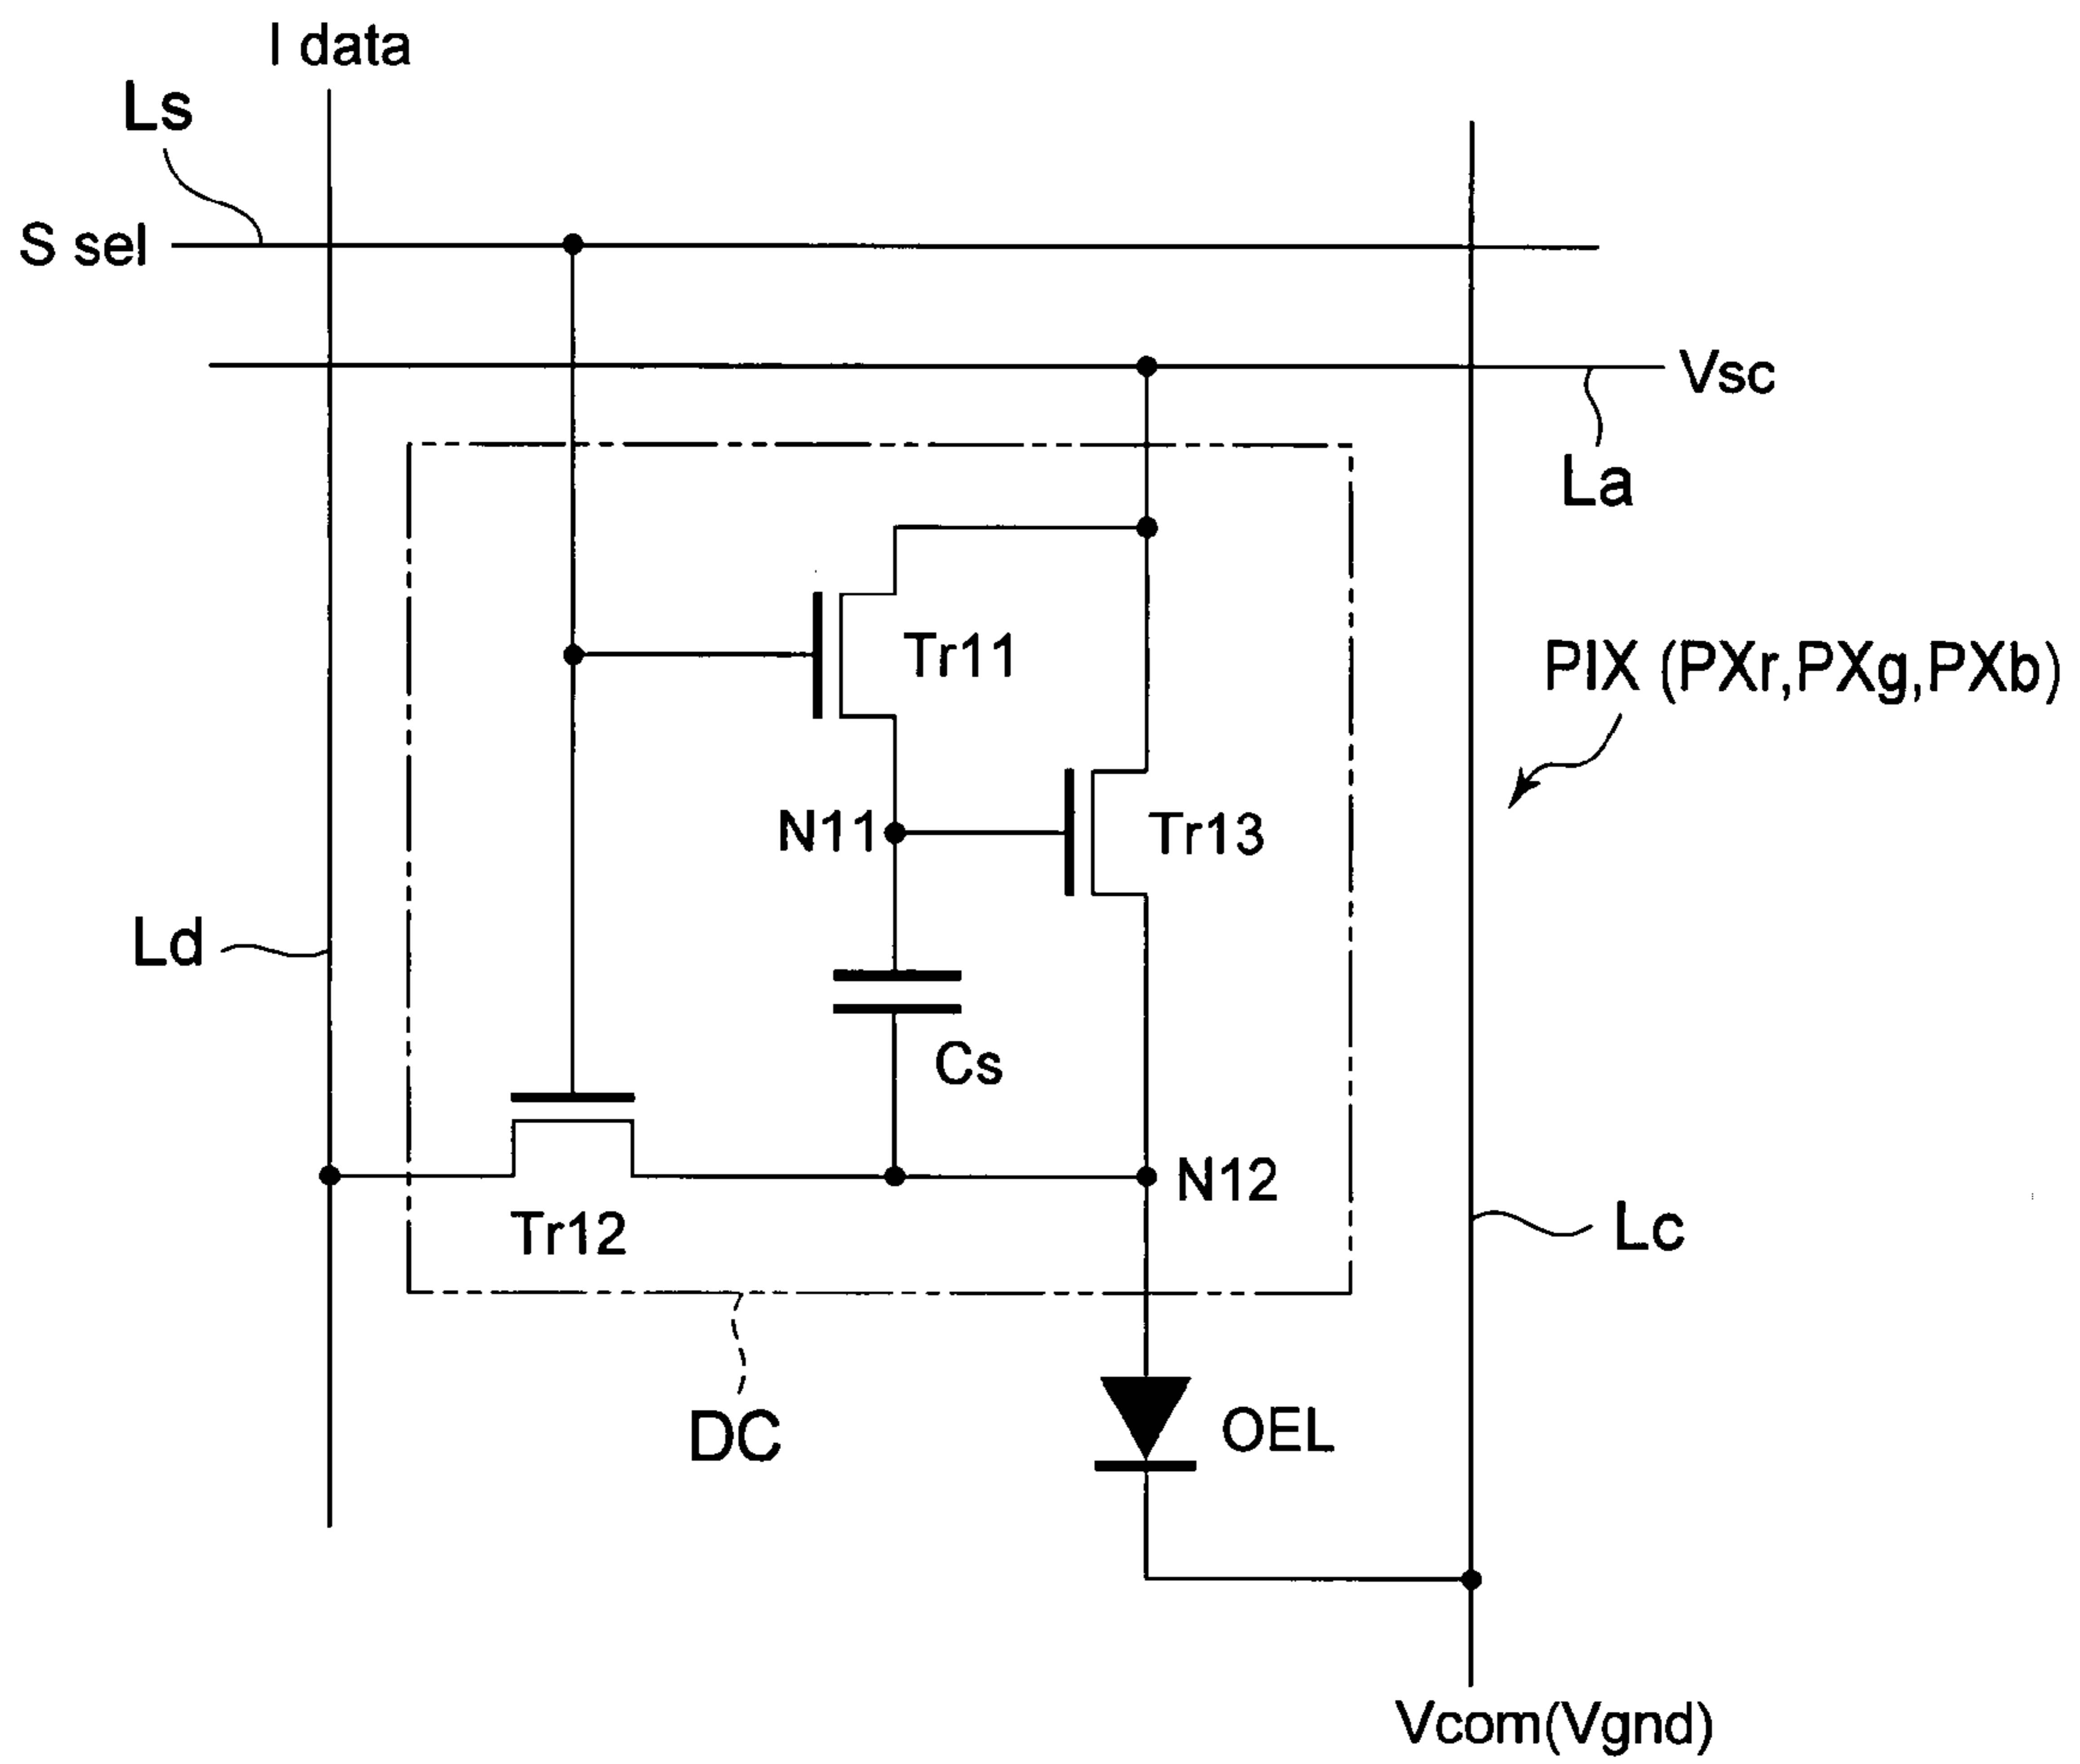 I data
Ls
S sel
Vsc
La
Tr11
PIX (PXr,PXg,PXb)
N11
Tr13
Ld
Cs
N12
Tr12
Lc
DC
OEL
Vcom(Vgnd)